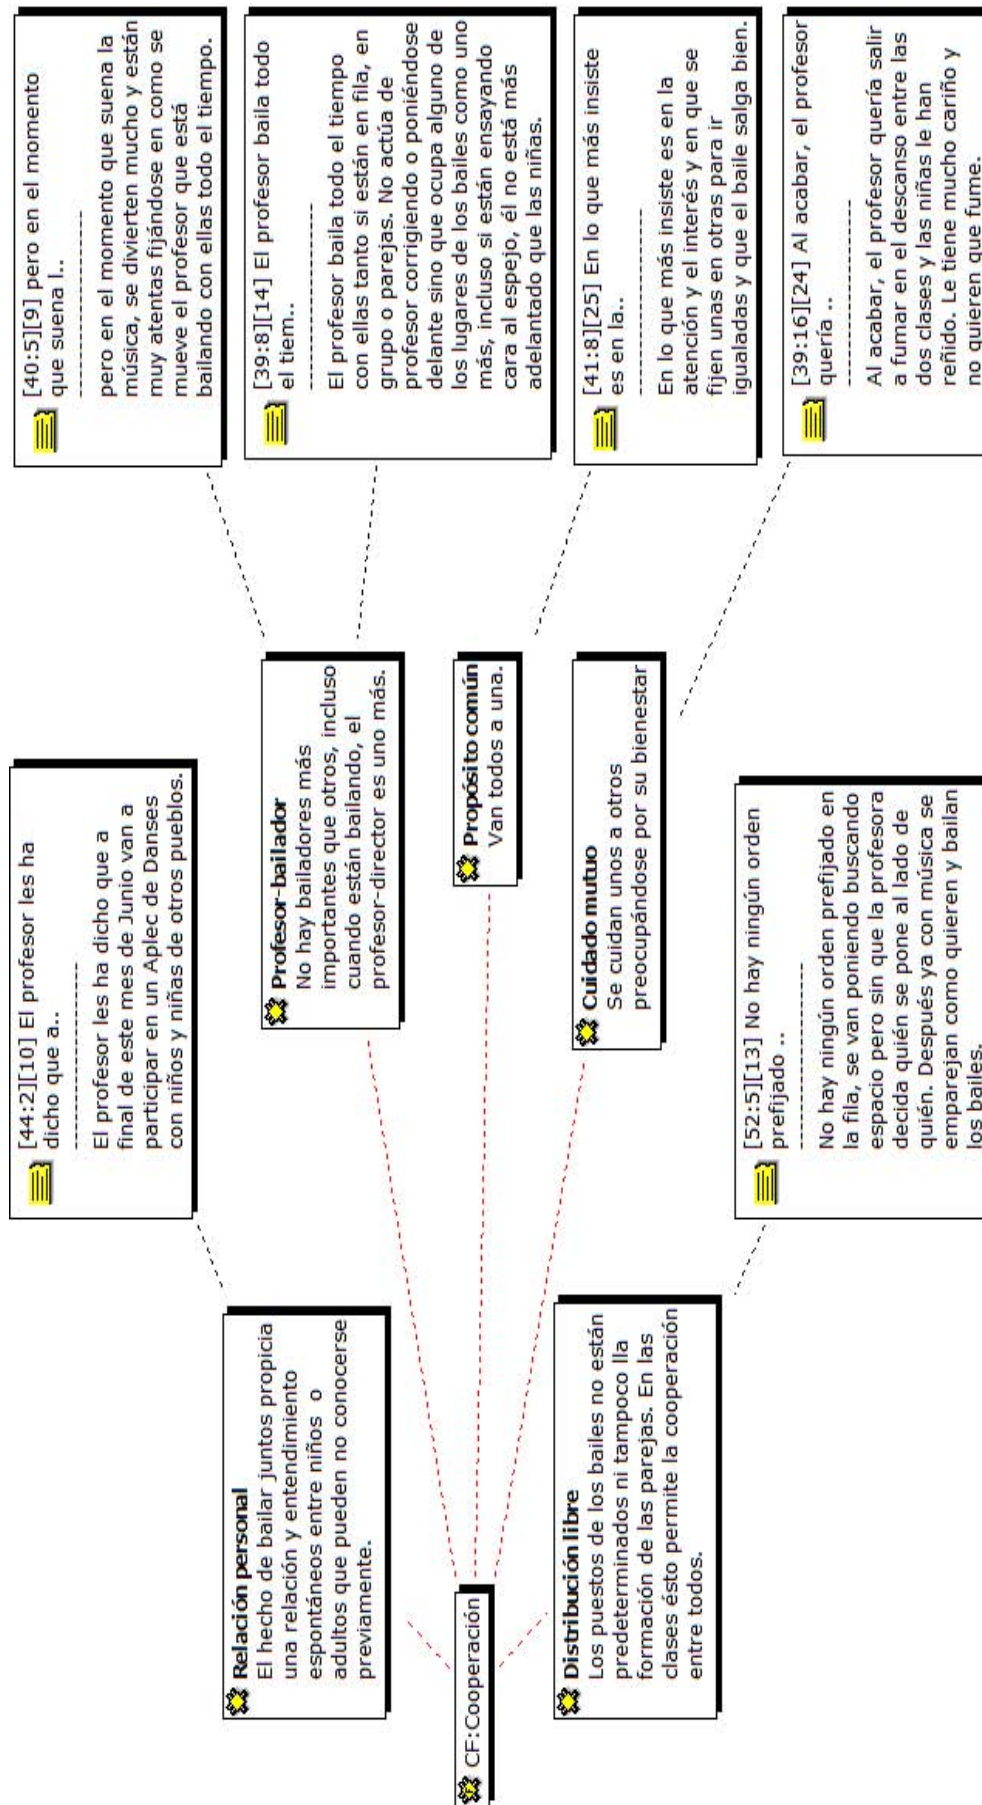 [44:2][10] El profesor les ha
dicho que a..
El profesor les ha dicho que a
final de este mes de Junio van a
participar en un Aplec de Danses
con niños y niñas de otros pueblos.
[40:5][9] pero en el momento
que suena l..
pero en el momento que suena la
música, se divierten mucho y están
muy atentas fijándose en como se
mueve el profesor que está
bailando con ellas todo el tiempo.
Relación personal
El hecho de bailar juntos propicia
una relación y entendimiento
espontáneos entre niños o
adultos que pueden no conocerse
previamente.
Profesor-bailador
No hay bailadores más
importantes que otros, incluso
cuando están bailando, el
profesor-director es uno más.
[39:8][14] El profesor baila todo
el tiem..
El profesor baila todo el tiempo
con ellas tanto si están en fila, en
grupo o parejas. No actúa de
profesor corrigiendo o poniéndose
delante sino que ocupa alguno de
los lugares de los bailes como uno
más, incluso si están ensayando
cara al espejo, él no está más
adelantado que las niñas.
CF:Cooperación
Propósito común
Van todos a una.
[41:8][25] En lo que más insiste
es en la..
En lo que más insiste es en la
atención y el interés y en que se
fijen unas en otras para ir
igualadas y que el baile salga bien.
Distribución libre
Los puestos de los bailes no están
predeterminados ni tampoco lla
formación de las parejas. En las
clases ésto permite la cooperación
entre todos.
Cuidado mutuo
Se cuidan unos a otros
preocupándose por su bienestar
[52:5][13] No hay ningún orden
prefijado ..
No hay ningún orden prefijado en
la fila, se van poniendo buscando
espacio pero sin que la profesora
decida quién se pone al lado de
quién. Después ya con música se
emparejan como quieren y bailan
los bailes.
[39:16][24] Al acabar, el profesor
quería ..
Al acabar, el profesor quería salir
a fumar en el descanso entre las
dos clases y las niñas le han
reñido. Le tiene mucho cariño y
no quieren que fume.